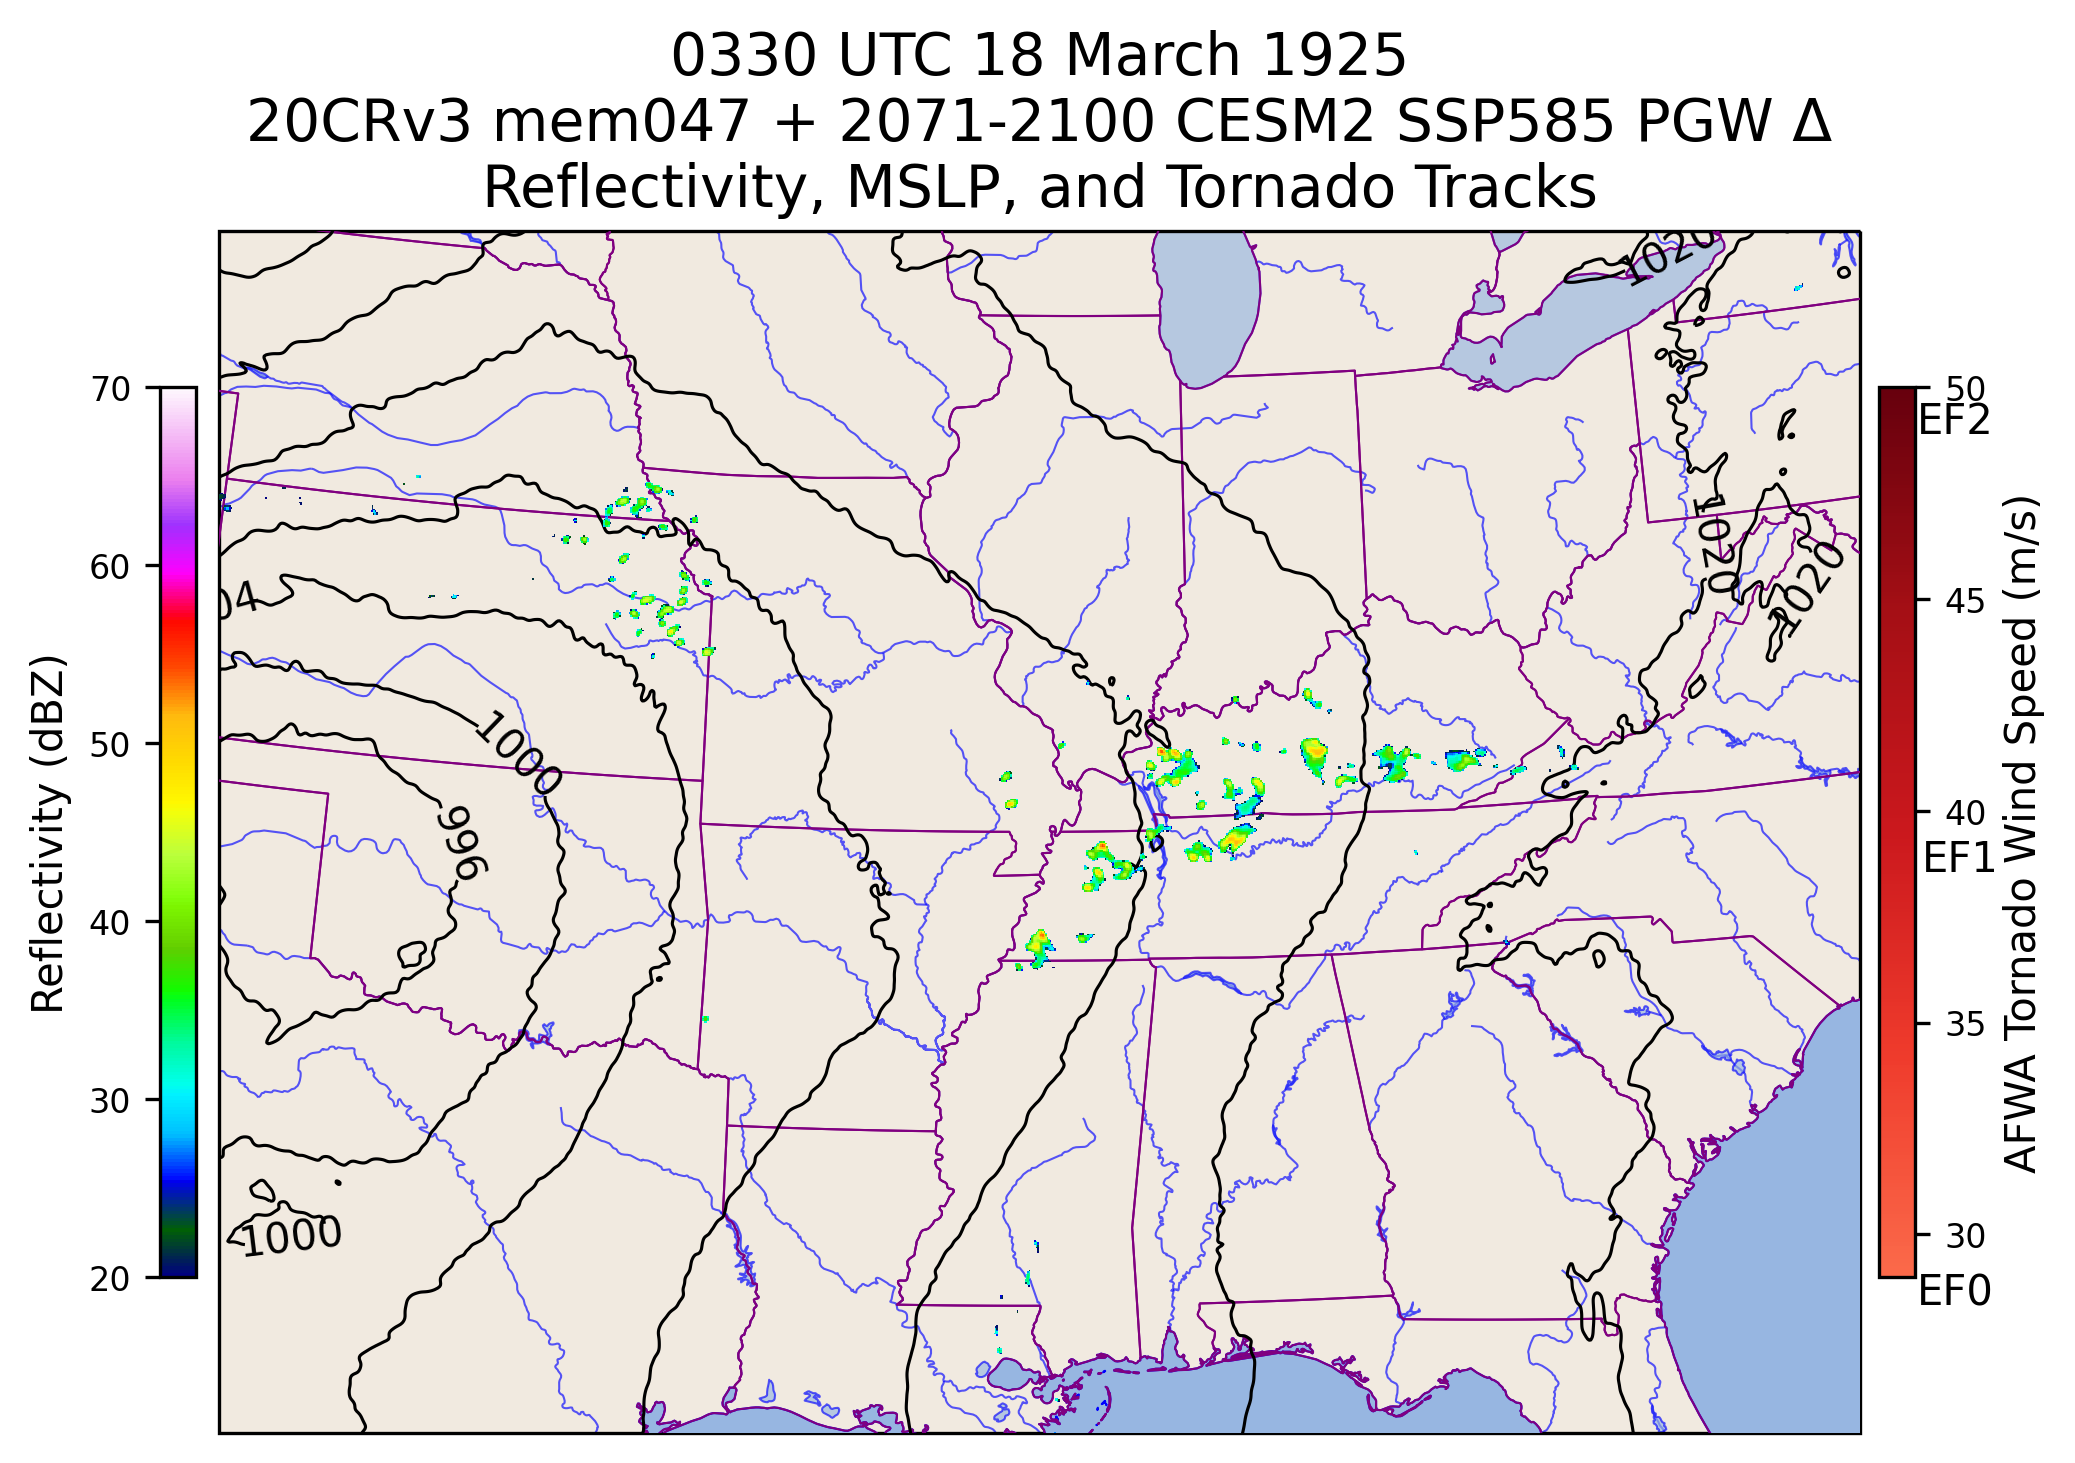 0330 UTC 18 March 1925
20CRv3 mem047 + 2071-2100 CESM2 SSP585 PGW Δ
Reflectivity, MSLP, and Tornado Tracks
Reflectivity (dBZ)
70
60
50
40
30
20
1020
1020
1020
04
1000
996
1000
50
EF2
45
40
EF1
35
30
EF0
AFWA Tornado Wind Speed (m/s)